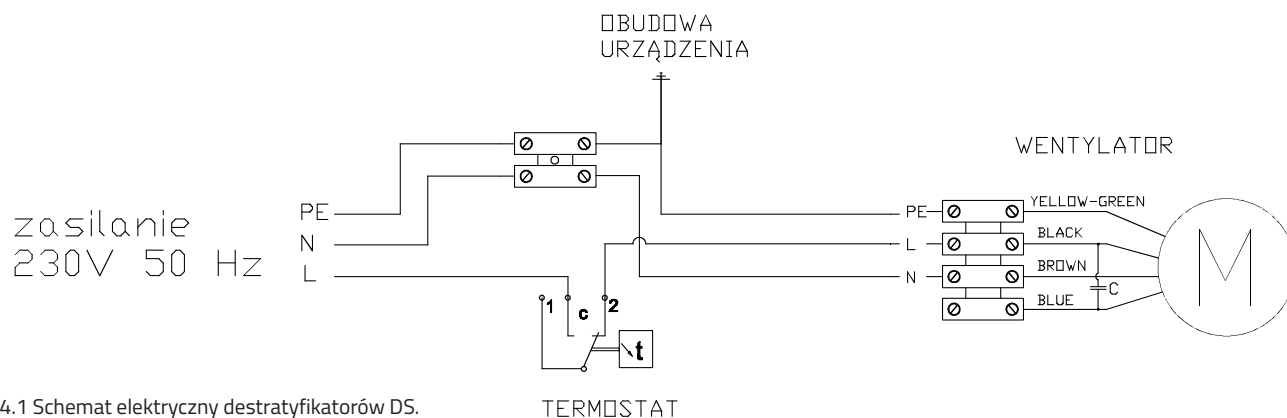 OBUDOWA
URZĄDZENIA
WENTYLATOR
zasilanie
230V 50 Hz
PE
N
L
PE
L
N
YELLOW-GREEN
BLACK
BROWN
BLUE
C
M
1
c
2
t
TERMOSTAT
4.1 Schemat elektryczny destratyfikatorów DS.